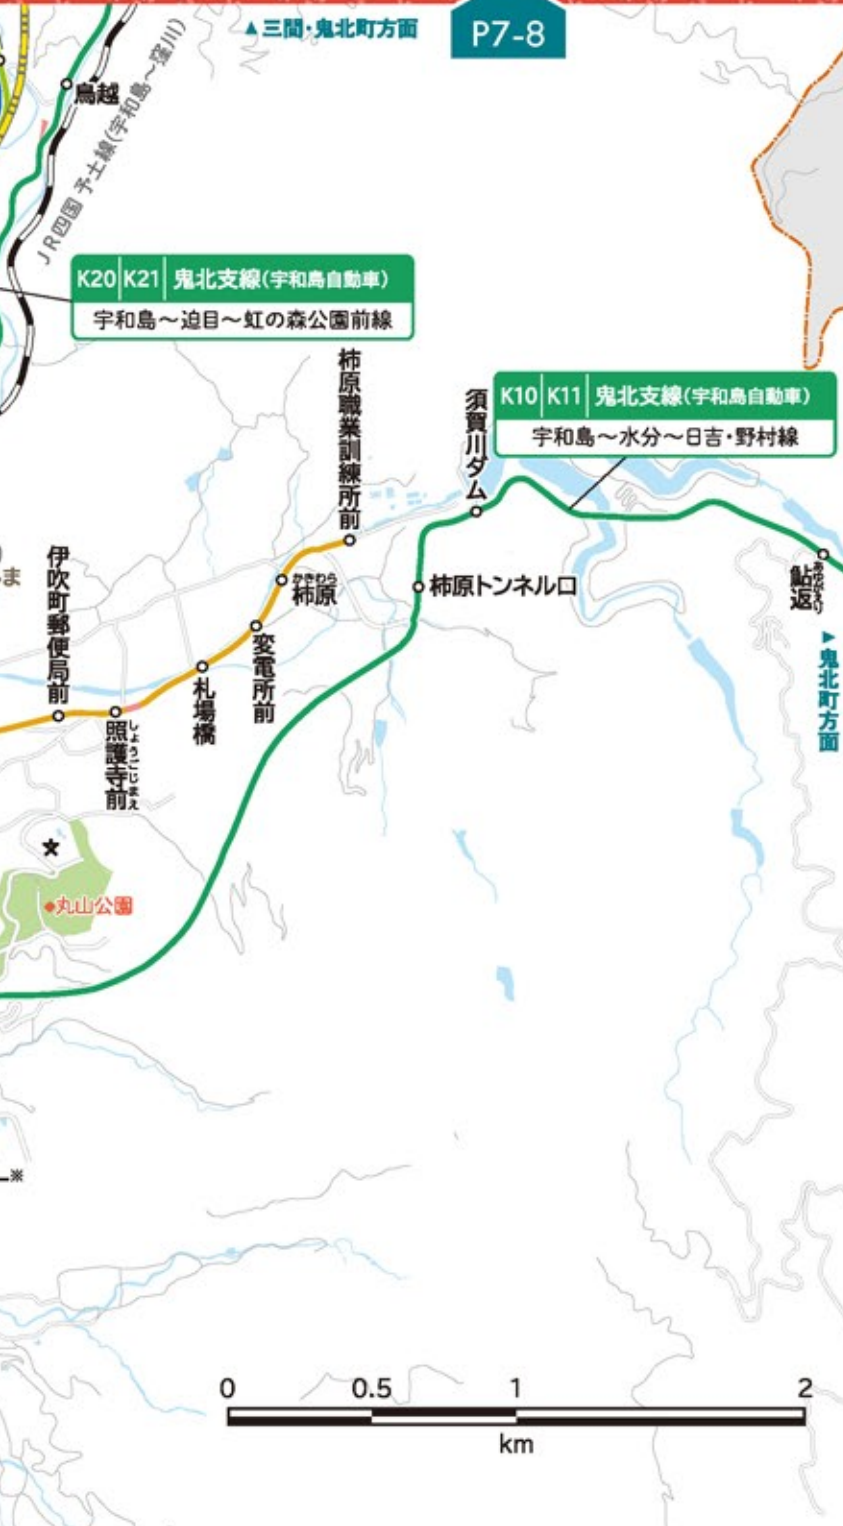 ▲三間・鬼北町方面
P7-8
鳥越
JR四国 予土線(宇和島～窪川)
K20 K21 鬼北支線(宇和島自動車)
宇和島～迫目～虹の森公園前線
柿原職業訓練所前
須賀川ダム
K10 K11 鬼北支線(宇和島自動車)
宇和島～水分～日吉・野村線
ま
伊吹町郵便局前
かきわら
柿原
柿原トンネル口
鮎返
あゆがえり
▶鬼北町方面
変電所前
札場橋
照護寺前
しょうごじまえ
丸山公園
※
0 0.5 1 2
km